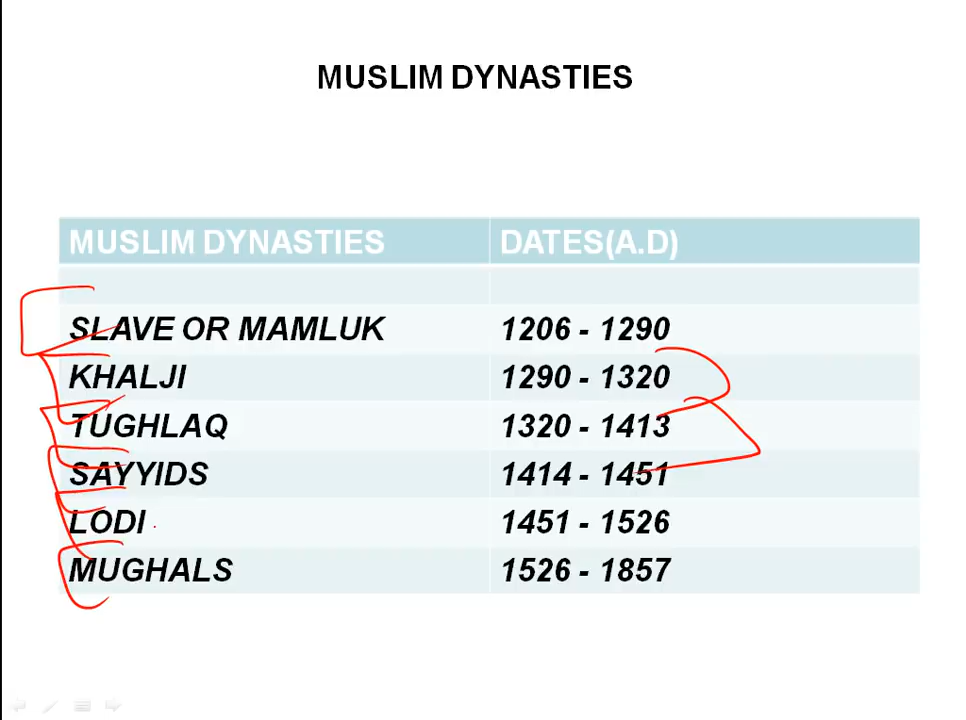 MUSLIM DYNASTIES
MUSLIM DYNASTIES DATES(A.D)
SLAVE OR MAMLUK 1206 - 1290
KHALJI 1290 - 1320
TUGHLAQ 1320 - 1413
SAYYIDS 1414 - 1451
LODI 1451 - 1526
MUGHALS 1526 - 1857